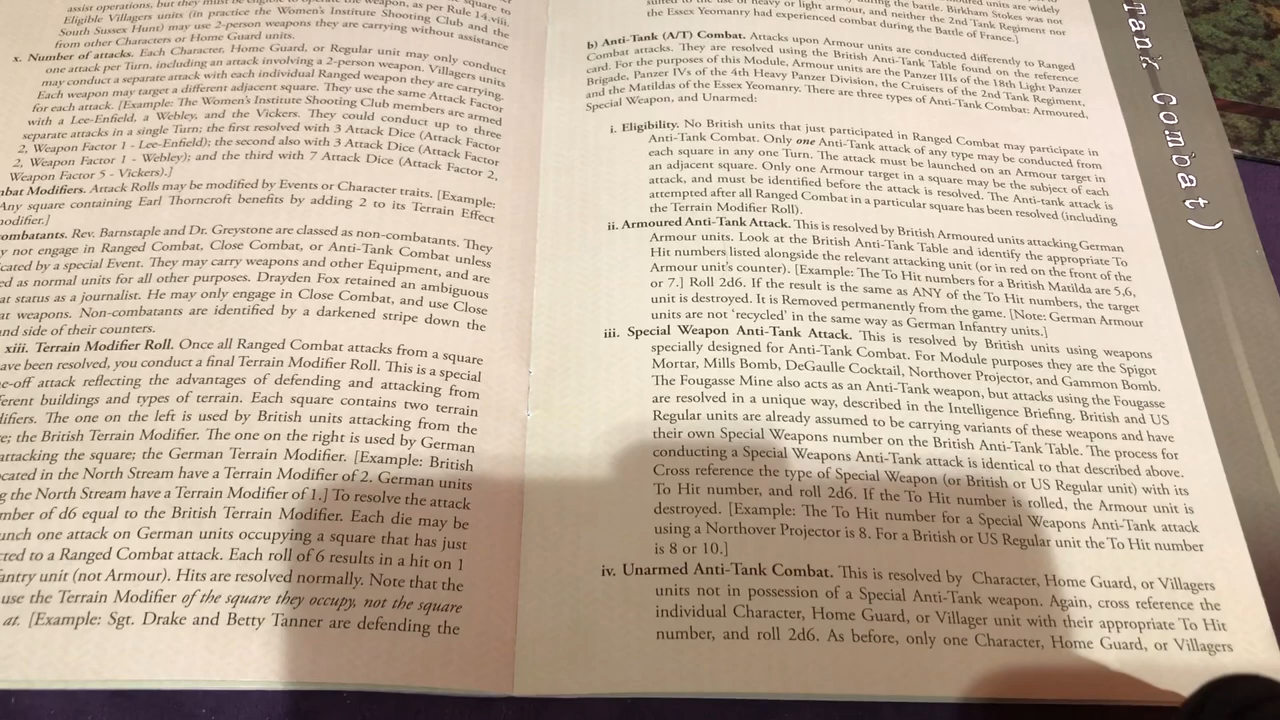 assist operations, but they must be eligible to operate the weapon, as per Rule 14.viii.
Eligible Villagers units (in practice the Women's Institute Shooting Club and the
South Sussex Hunt) may use 2-person weapons they are carrying without assistance
from other Characters or Home Guard units.
x. Number of attacks. Each Character, Home Guard, or Regular unit may only conduct
one attack per Turn, including an attack involving a 2-person weapon. Villagers units
may conduct a separate attack with each individual Ranged weapon they are carrying.
Each weapon may target a different adjacent square. They use the same Attack Factor
for each attack. [Example: The Women's Institute Shooting Club members are armed
with a Lee-Enfield, a Webley, and the Vickers. They could conduct up to three
separate attacks in a single Turn; the first resolved with 3 Attack Dice (Attack Factor
2, Weapon Factor 1 - Lee-Enfield); the second also with 3 Attack Dice (Attack Factor
2, Weapon Factor 1 - Webley); and the third with 7 Attack Dice (Attack Factor 2,
Weapon Factor 5 - Vickers).]
bat Modifiers. Attack Rolls may be modified by Events or Character traits. [Example:
Any square containing Earl Thorncroft benefits by adding 2 to its Terrain Effect
modifier.]
ombatants. Rev. Barnstaple and Dr. Greystone are classed as non-combatants. They
y not engage in Ranged Combat, Close Combat, or Anti-Tank Combat unless
cated by a special Event. They may carry weapons and other Equipment, and are
ed as normal units for all other purposes. Drayden Fox retained an ambiguous
at status as a journalist. He may only engage in Close Combat, and use Close
at weapons. Non-combatants are identified by a darkened stripe down the
nd side of their counters.
xiii. Terrain Modifier Roll. Once all Ranged Combat attacks from a square
ave been resolved, you conduct a final Terrain Modifier Roll. This is a special
e-off attack reflecting the advantages of defending and attacking from
ferent buildings and types of terrain. Each square contains two terrain
difiers. The one on the left is used by British units attacking from the
e; the British Terrain Modifier. The one on the right is used by German
attacking the square; the German Terrain Modifier. [Example: British
ocated in the North Stream have a Terrain Modifier of 2. German units
g the North Stream have a Terrain Modifier of 1.] To resolve the attack
mber of d6 equal to the British Terrain Modifier. Each die may be
unch one attack on German units occupying a square that has just
cted to a Ranged Combat attack. Each roll of 6 results in a hit on 1
antry unit (not Armour). Hits are resolved normally. Note that the
use the Terrain Modifier of the square they occupy, not the square
at. [Example: Sgt. Drake and Betty Tanner are defending the
during the battle. Birkham Stokes was not
suited to the use of heavy or light armour, and neither the 2nd Tank Regiment nor
the Essex Yeomanry had experienced combat during the Battle of France.]
b) Anti-Tank (A/T) Combat. Attacks upon Armour units are conducted differently to Ranged
Combat attacks. They are resolved using the British Anti-Tank Table found on the reference
card. For the purposes of this Module, Armour units are the Panzer IIIs of the 18th Light Panzer
Brigade, Panzer IVs of the 4th Heavy Panzer Division, the Cruisers of the 2nd Tank Regiment,
and the Matildas of the Essex Yeomanry. There are three types of Anti-Tank Combat: Armoured,
Special Weapon, and Unarmed:
i. Eligibility. No British units that just participated in Ranged Combat may participate in
Anti-Tank Combat. Only one Anti-Tank attack of any type may be conducted from
each square in any one Turn. The attack must be launched on an Armour target in
an adjacent square. Only one Armour target in a square may be the subject of each
attack, and must be identified before the attack is resolved. The Anti-tank attack is
attempted after all Ranged Combat in a particular square has been resolved (including
the Terrain Modifier Roll).
ii. Armoured Anti-Tank Attack. This is resolved by British Armoured units attacking German
Armour units. Look at the British Anti-Tank Table and identify the appropriate To
Hit numbers listed alongside the relevant attacking unit (or in red on the front of the
Armour unit's counter). [Example: The To Hit numbers for a British Matilda are 5,6,
or 7.] Roll 2d6. If the result is the same as ANY of the To Hit numbers, the target
unit is destroyed. It is Removed permanently from the game. [Note: German Armour
units are not 'recycled' in the same way as German Infantry units.]
iii. Special Weapon Anti-Tank Attack. This is resolved by British units using weapons
specially designed for Anti-Tank Combat. For Module purposes they are the Spigot
Mortar, Mills Bomb, DeGaulle Cocktail, Northover Projector, and Gammon Bomb.
The Fougasse Mine also acts as an Anti-Tank weapon, but attacks using the Fougasse
are resolved in a unique way, described in the Intelligence Briefing. British and US
Regular units are already assumed to be carrying variants of these weapons and have
their own Special Weapons number on the British Anti-Tank Table. The process for
conducting a Special Weapons Anti-Tank attack is identical to that described above.
Cross reference the type of Special Weapon (or British or US Regular unit) with its
To Hit number, and roll 2d6. If the To Hit number is rolled, the Armour unit is
destroyed. [Example: The To Hit number for a Special Weapons Anti-Tank attack
using a Northover Projector is 8. For a British or US Regular unit the To Hit number
is 8 or 10.]
iv. Unarmed Anti-Tank Combat. This is resolved by Character, Home Guard, or Villagers
units not in possession of a Special Anti-Tank weapon. Again, cross reference the
individual Character, Home Guard, or Villager unit with their appropriate To Hit
number, and roll 2d6. As before, only one Character, Home Guard, or Villagers
Tank Combat)